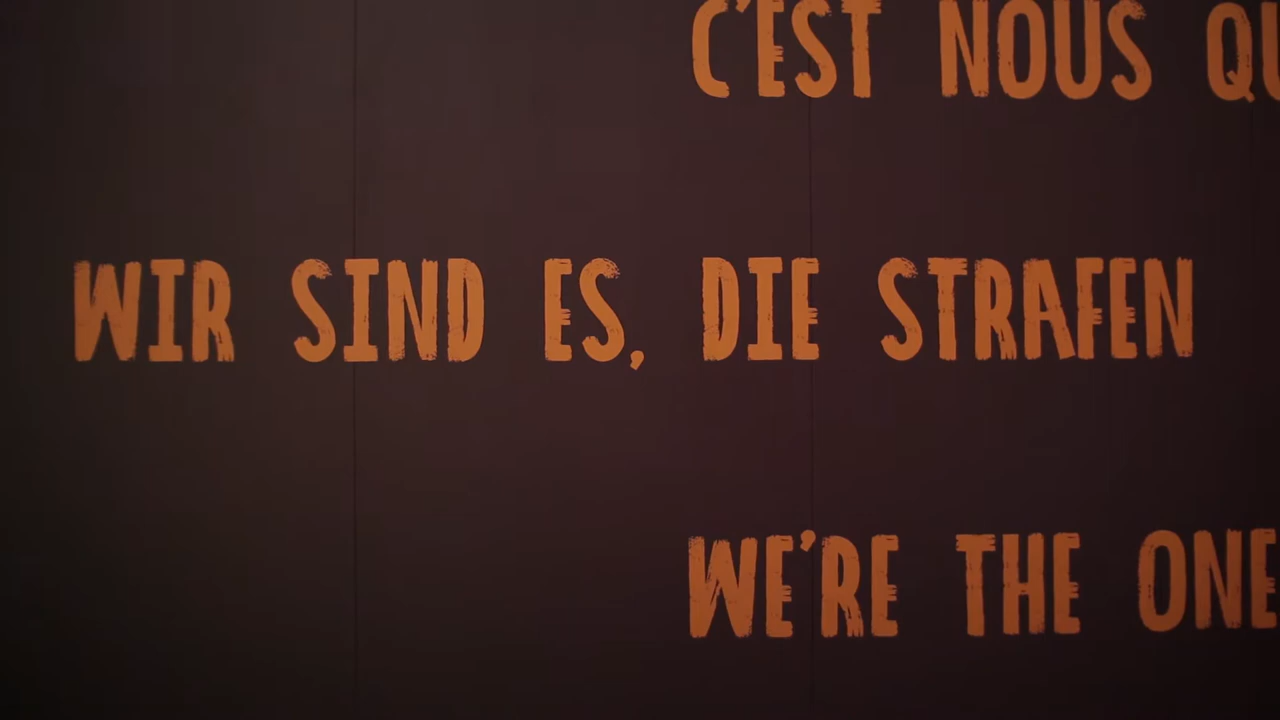 C'EST NOUS
WIR SIND ES, DIE STRAFEN
WE'RE THE